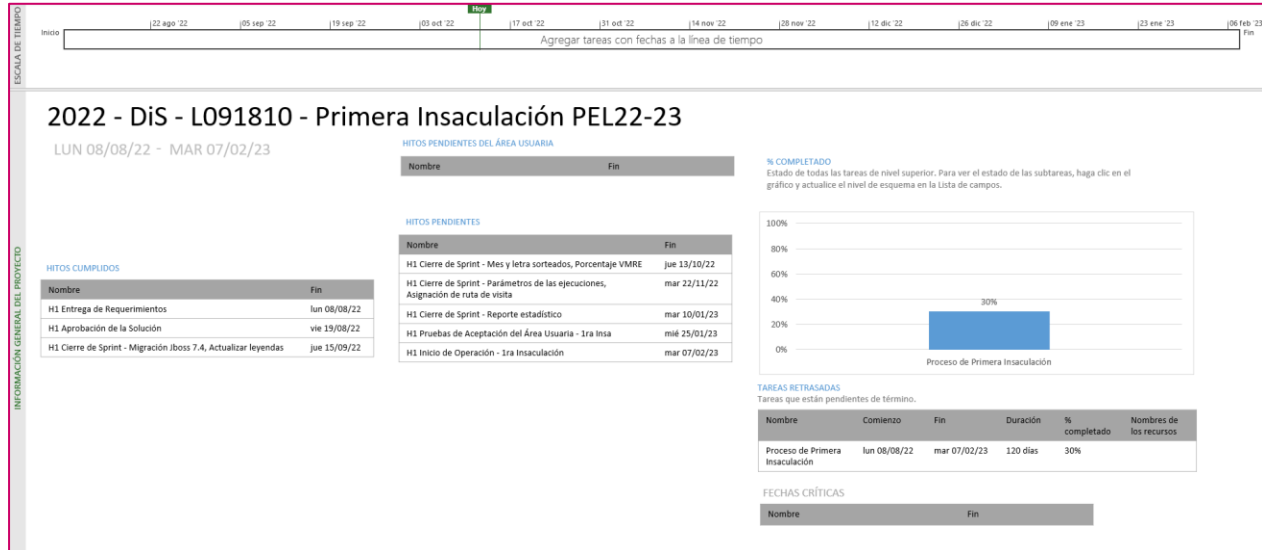 ESCALA DE TIEMPO
Hoy
22 ago '22 05 sep '22 19 sep '22 03 oct '22 17 oct '22 31 oct '22 14 nov '22 28 nov '22 12 dic '22 26 dic '22 09 ene '23 23 ene '23 06 feb '23
Inicio
Fin
Agregar tareas con fechas a la línea de tiempo
INFORMACIÓN GENERAL DEL PROYECTO
2022 - DiS - L091810 - Primera Insaculación PEL22-23
LUN 08/08/22 - MAR 07/02/23
HITOS CUMPLIDOS
Nombre Fin
H1 Entrega de Requerimientos lun 08/08/22
H1 Aprobación de la Solución vie 19/08/22
H1 Cierre de Sprint - Migración Jboss 7.4, Actualizar leyendas jue 15/09/22
HITOS PENDIENTES DEL ÁREA USUARIA
Nombre Fin
HITOS PENDIENTES
Nombre Fin
H1 Cierre de Sprint - Mes y letra sorteados, Porcentaje VMRE jue 13/10/22
H1 Cierre de Sprint - Parámetros de las ejecuciones, mar 22/11/22
Asignación de ruta de visita
H1 Cierre de Sprint - Reporte estadístico mar 10/01/23
H1 Pruebas de Aceptación del Área Usuaria - 1ra Insa mié 25/01/23
H1 Inicio de Operación - 1ra Insaculación mar 07/02/23
% COMPLETADO
Estado de todas las tareas de nivel superior. Para ver el estado de las subtareas, haga clic en el
gráfico y actualice el nivel de esquema en la Lista de campos.
100%
80%
60%
40%
30%
20%
0%
Proceso de Primera Insaculación
TAREAS RETRASADAS
Tareas que están pendientes de término.
Nombre Comienzo Fin Duración % Nombres de
completado los recursos
Proceso de Primera lun 08/08/22 mar 07/02/23 120 días 30%
Insaculación
FECHAS CRÍTICAS
Nombre Fin